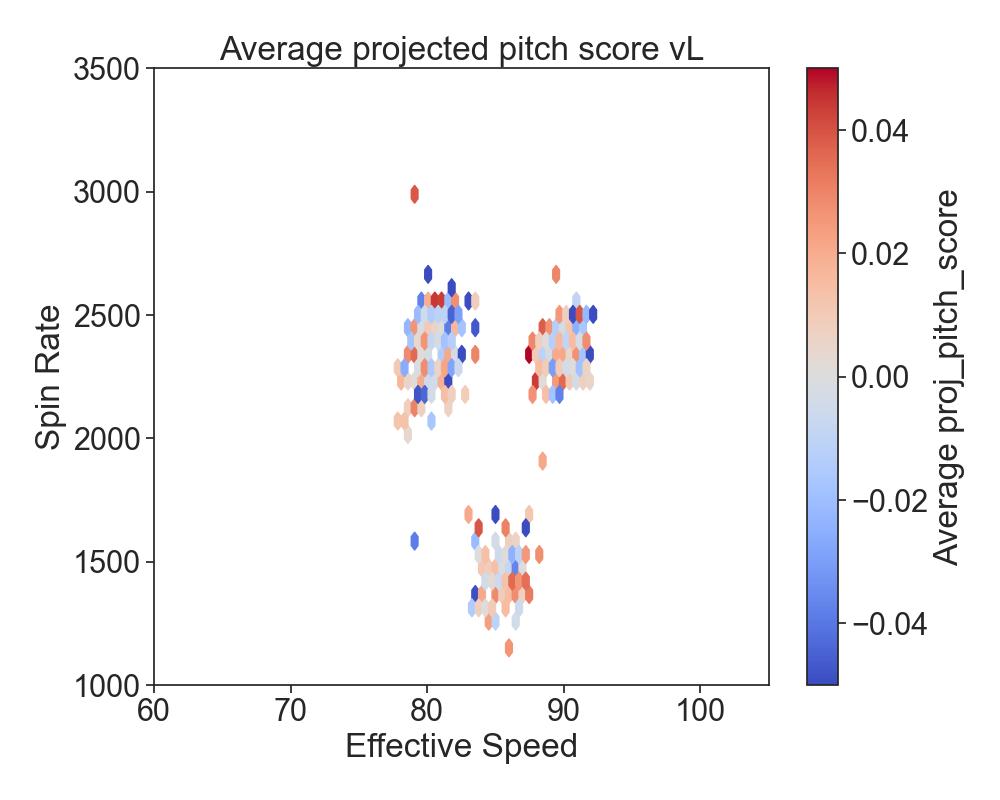 Average projected pitch score vL
3500
3000
2500
2000
1500
1000
Spin Rate
60 70 80 90 100
Effective Speed
0.04
0.02
0.00
−0.02
−0.04
Average proj_pitch_score